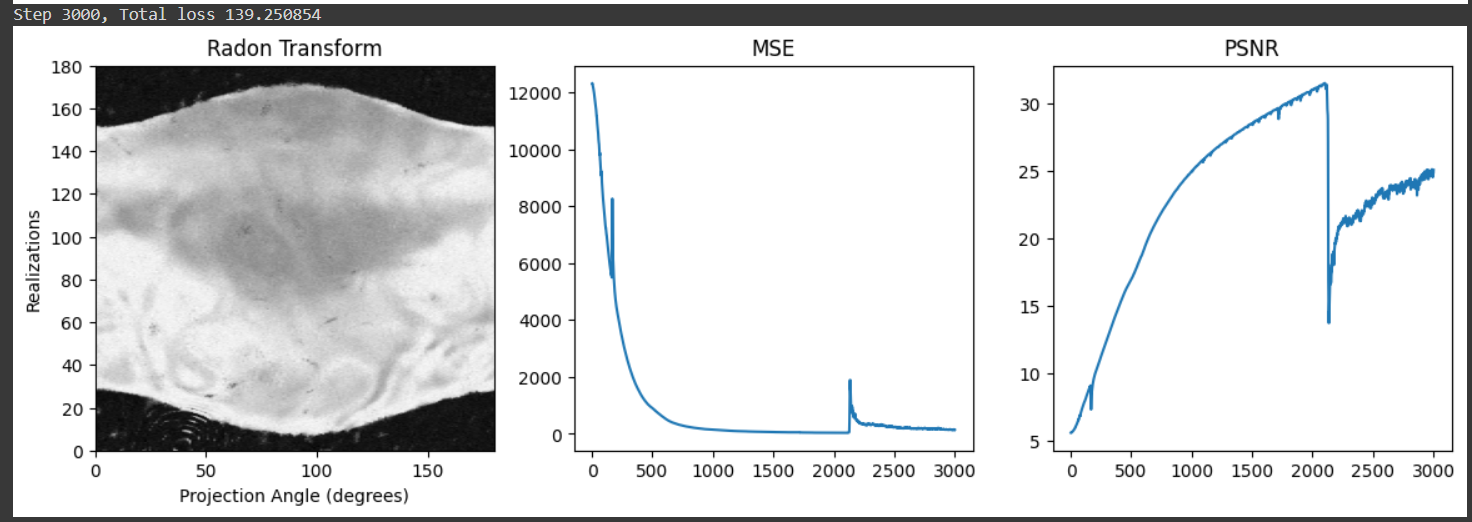 Step 3000, Total loss 139.250854
Radon Transform
MSE
PSNR
Realizations
180
160
140
120
100
80
60
40
20
0
0 50 100 150
Projection Angle (degrees)
12000
10000
8000
6000
4000
2000
0
0 500 1000 1500 2000 2500 3000
30
25
20
15
10
5
0 500 1000 1500 2000 2500 3000